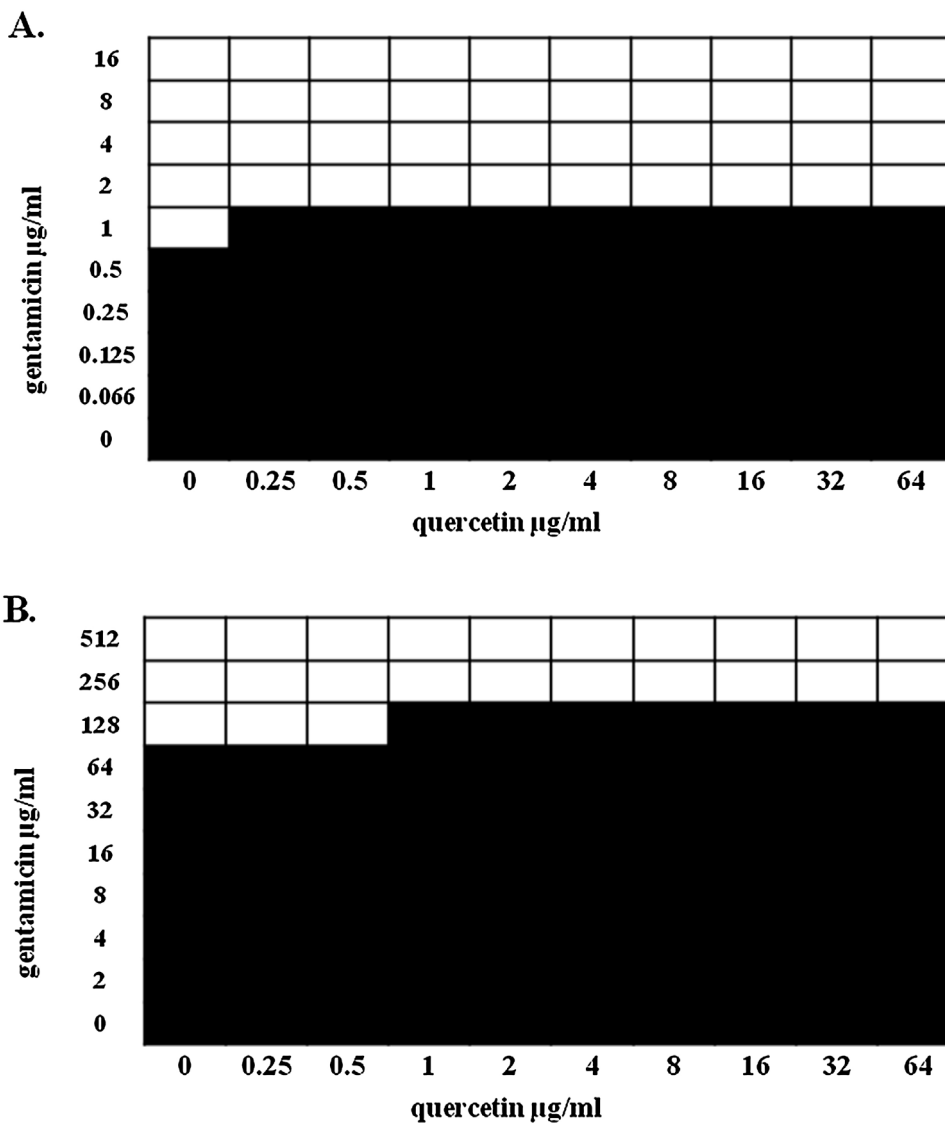 A.
16
8
4
2
1
0.5
0.25
0.125
0.066
0
gentamicin µg/ml
0 0.25 0.5 1 2 4 8 16 32 64
quercetin µg/ml
B.
512
256
128
64
32
16
8
4
2
0
gentamicin µg/ml
0 0.25 0.5 1 2 4 8 16 32 64
quercetin µg/ml